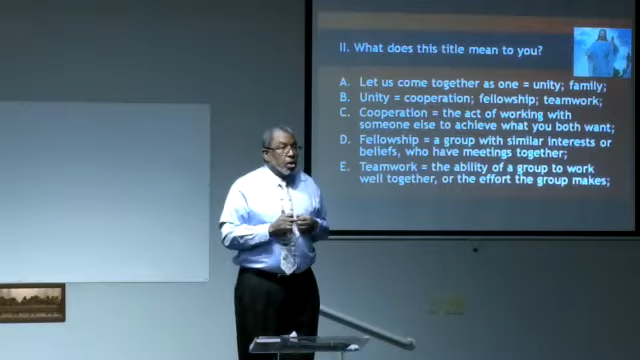 II. What does this title mean to you?
A. Let us come together as one = unity; family;
B. Unity = cooperation; fellowship; teamwork;
C. Cooperation = the act of working with
someone else to achieve what you both want;
D. Fellowship = a group with similar interests or
beliefs, who have meetings together;
E. Teamwork = the ability of a group to work
well together, or the effort the group makes;